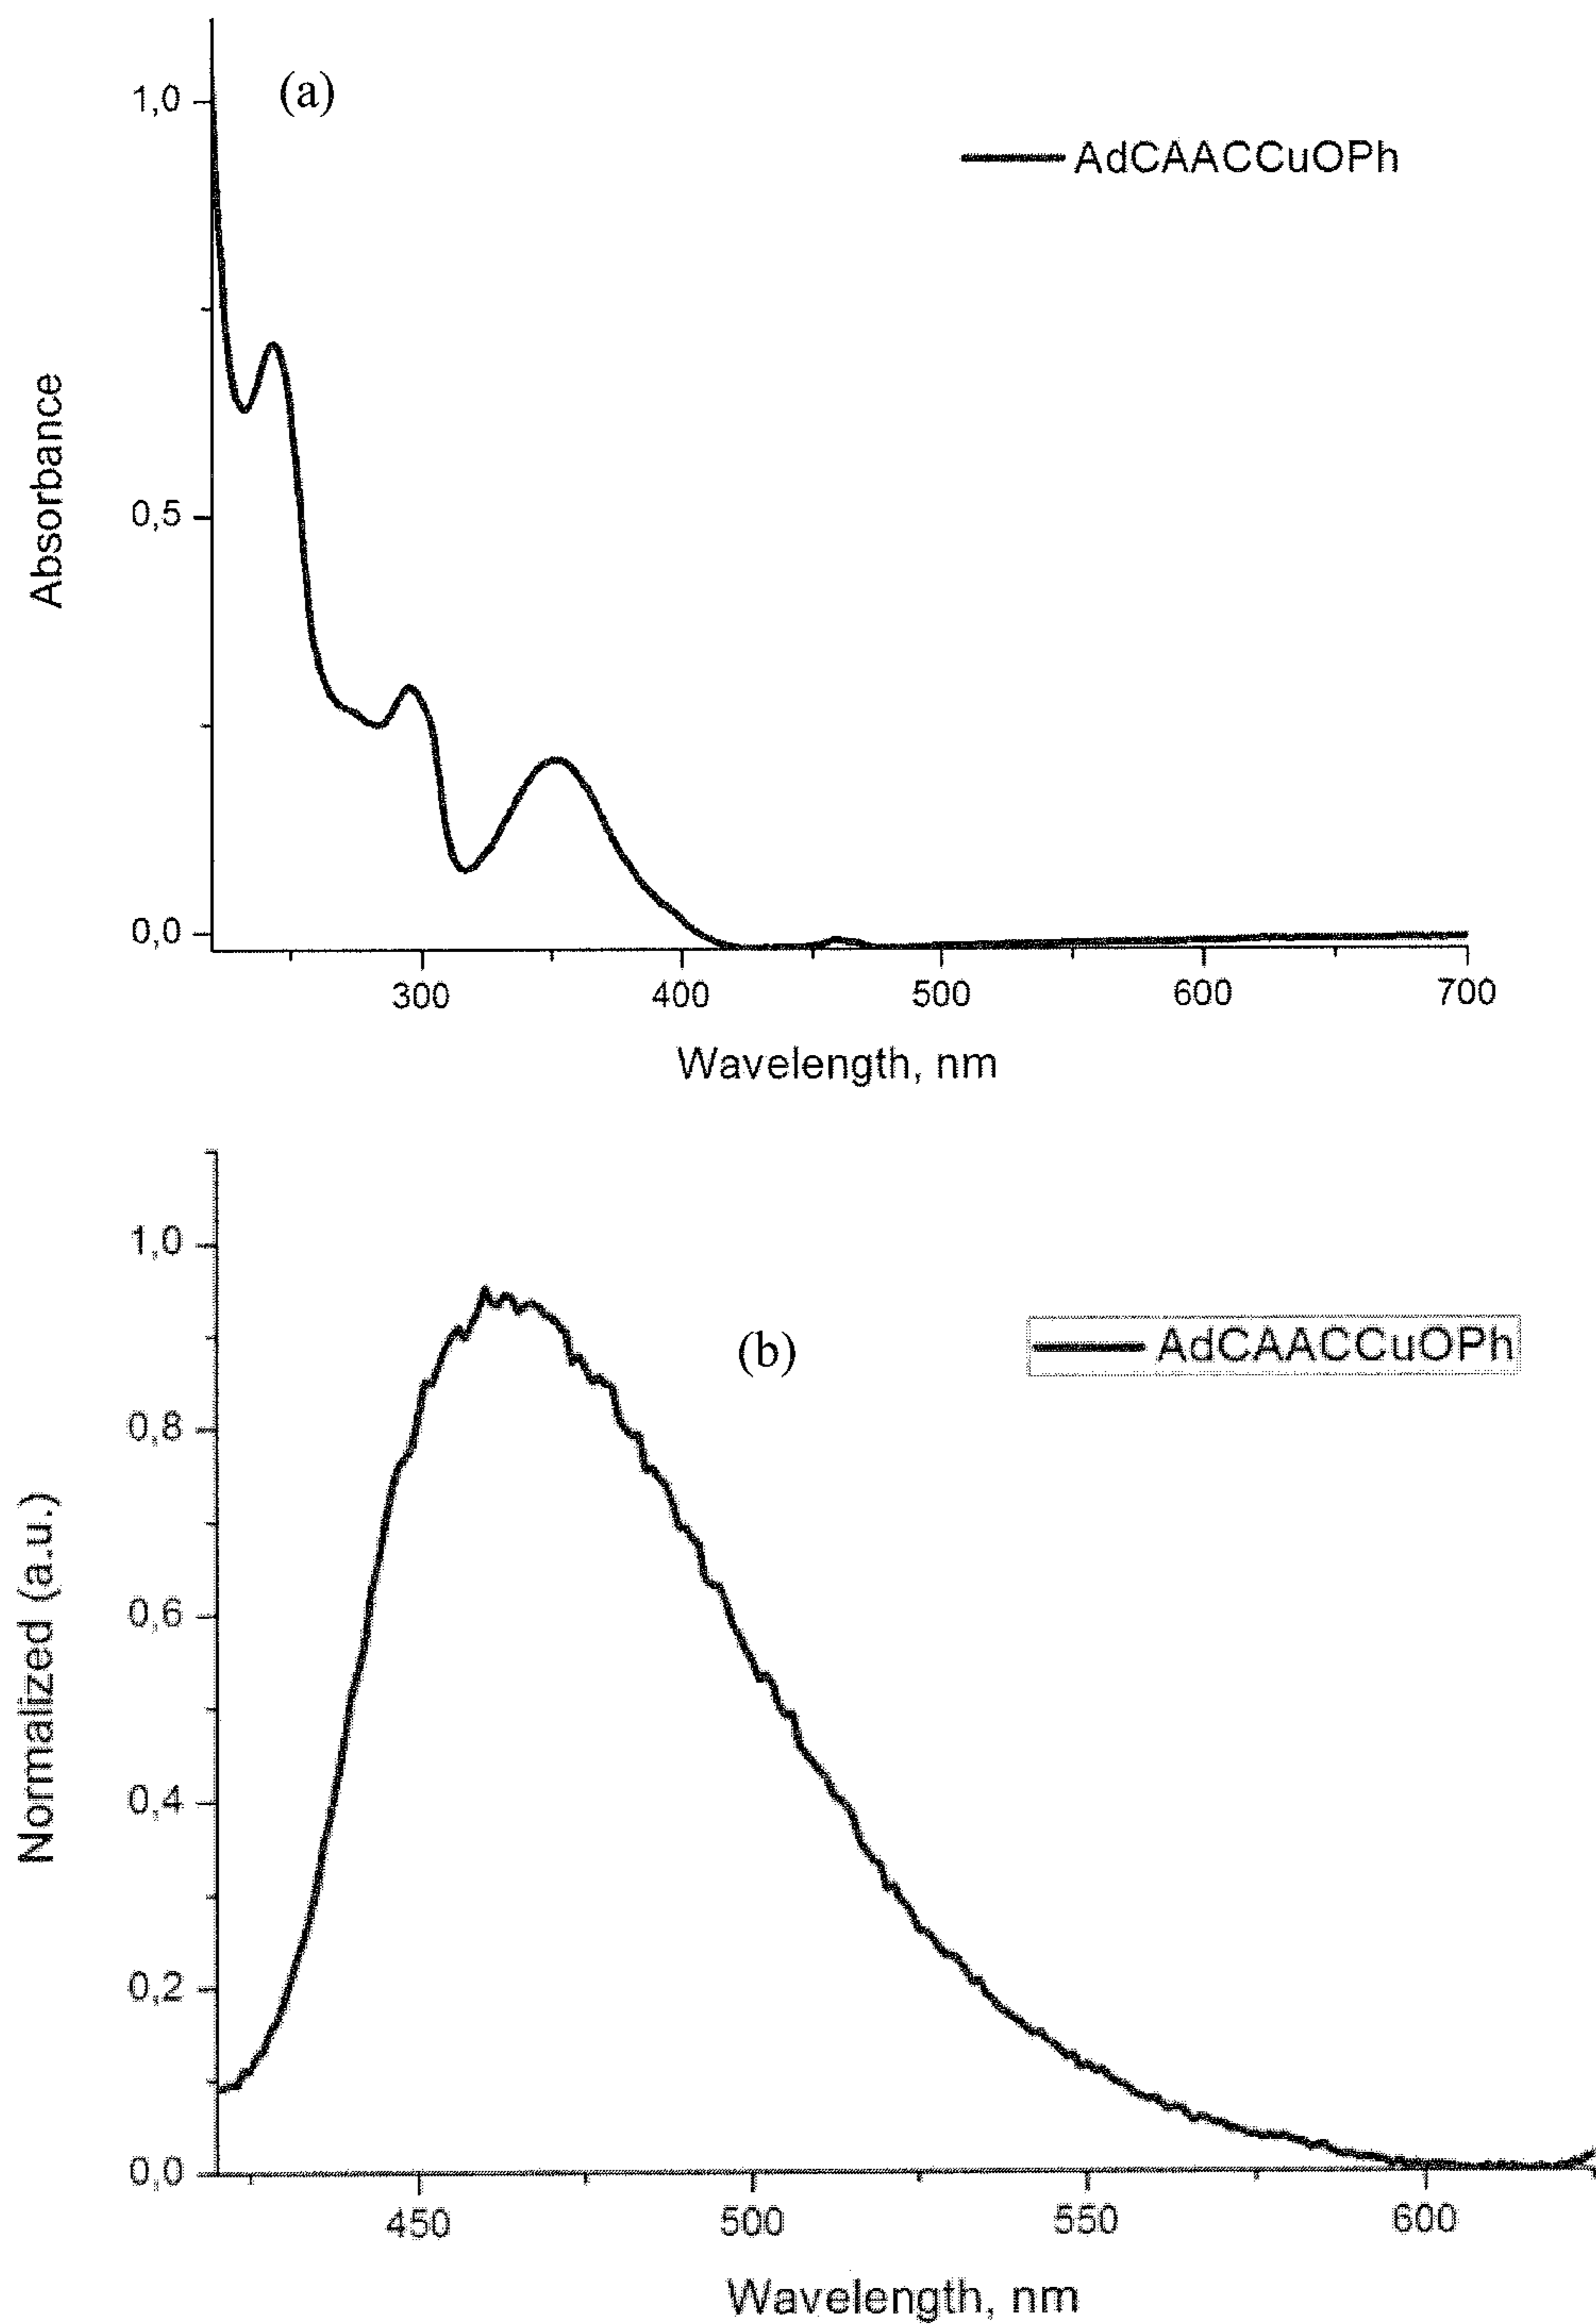 (a)
AdCAACCuOPh
1,0
0,5
0,0
Absorbance
300 400 500 600 700
Wavelength, nm
1,0
0,8
0,6
0,4
0,2
0,0
(b)
AdCAACCuOPh
Normalized (a.u.)
450 500 550 600
Wavelength, nm